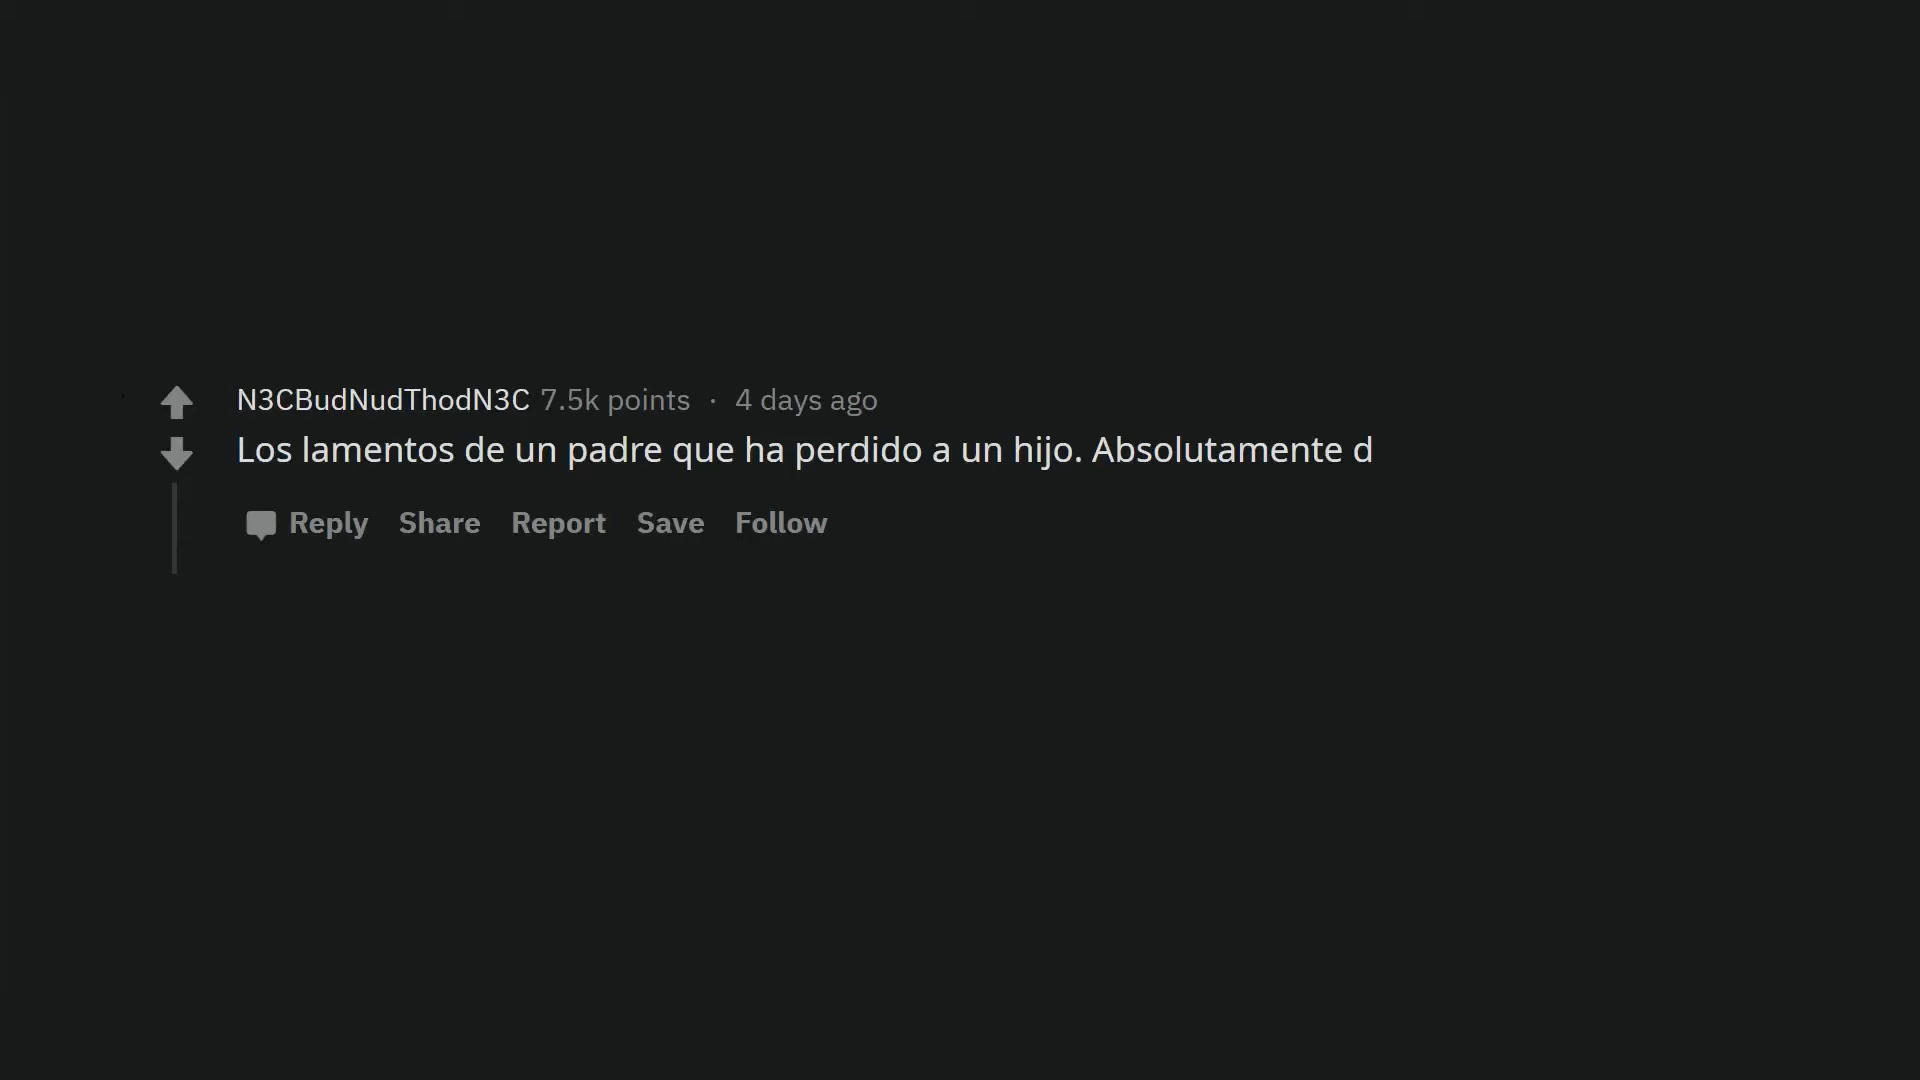 N3CBudNudThodN3C 7.5k points · 4 days ago
Los lamentos de un padre que ha perdido a un hijo. Absolutamente d
Reply Share Report Save Follow